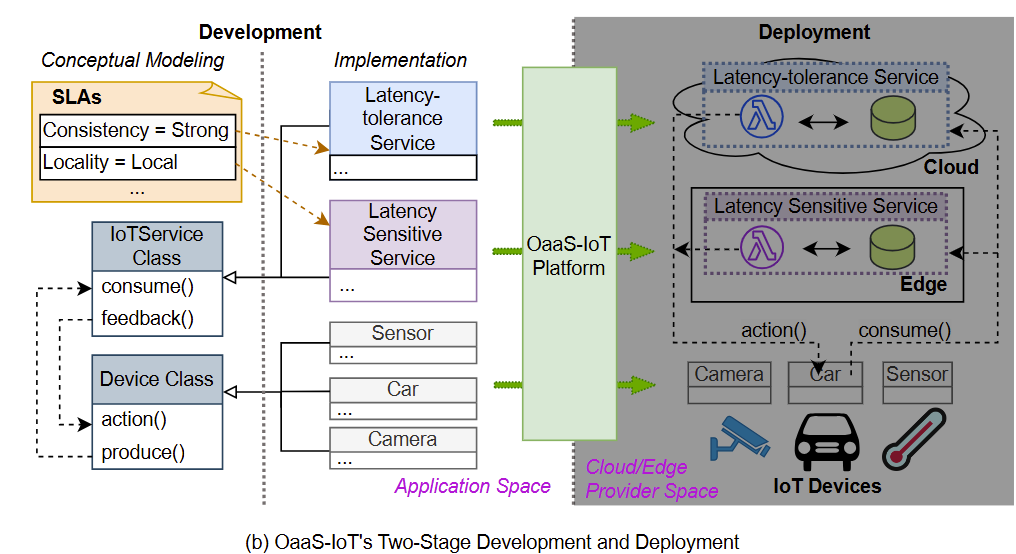 Development
Deployment
Conceptual Modeling
Implementation
SLAs
Consistency = Strong
Locality = Local
...
Latency-
tolerance
Service
...
IoTService
Class
consume()
feedback()
Latency
Sensitive
Service
...
Device Class
action()
produce()
Sensor
...
Car
...
Camera
...
Application Space
OaaS-IoT
Platform
Latency-tolerance Service
Cloud
Latency Sensitive Service
Edge
action()
consume()
Camera
Car
Sensor
Cloud/Edge
Provider Space
IoT Devices
(b) OaaS-IoT's Two-Stage Development and Deployment